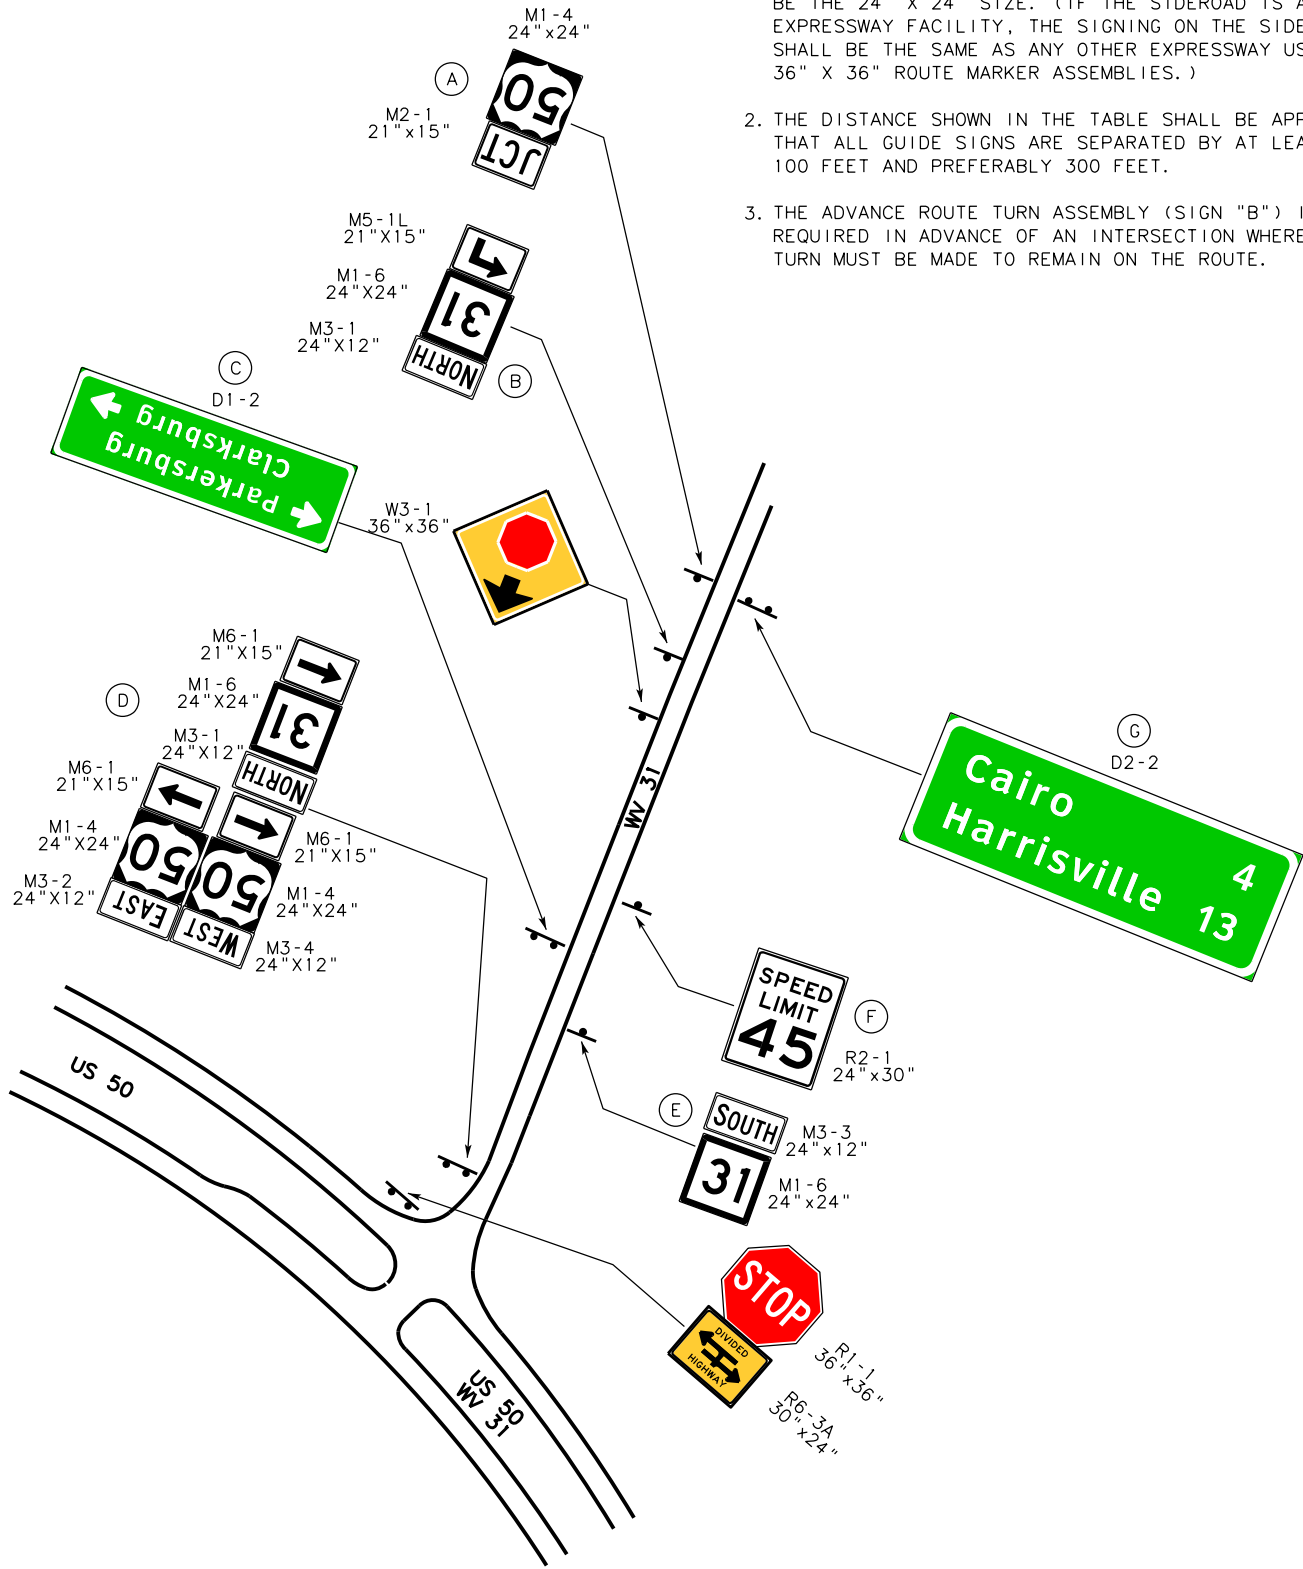 BE THE 24" X 24" SIZE. (IF THE SIDEROAD IS A
EXPRESSWAY FACILITY, THE SIGNING ON THE SIDE
SHALL BE THE SAME AS ANY OTHER EXPRESSWAY US
36" X 36" ROUTE MARKER ASSEMBLIES.)
2. THE DISTANCE SHOWN IN THE TABLE SHALL BE APP
THAT ALL GUIDE SIGNS ARE SEPARATED BY AT LEA
100 FEET AND PREFERABLY 300 FEET.
3. THE ADVANCE ROUTE TURN ASSEMBLY (SIGN "B") I
REQUIRED IN ADVANCE OF AN INTERSECTION WHERE
TURN MUST BE MADE TO REMAIN ON THE ROUTE.
M1-4
24"x24"
A
M2-1
21"x15"
JCT
50
M5-1L
21"X15"
M1-6
24"X24"
M3-1
24"X12"
NORTH
31
B
C
D1-2
Parkersburg
Clarksburg
W3-1
36"x36"
D
M6-1
21"X15"
M1-6
24"X24"
M3-1
24"X12"
NORTH
31
M6-1
21"X15"
M1-4
24"X24"
M3-2
24"X12"
EAST
50
WEST
50
M6-1
21"X15"
M1-4
24"X24"
M3-4
24"X12"
WV 31
G
D2-2
Cairo 4
Harrisville 13
SPEED
LIMIT
45
F
R2-1
24"x30"
E
SOUTH
31
M3-3
24"x12"
M1-6
24"x24"
US 50
STOP
DIVIDED
HIGHWAY
R1-1
36"x36"
R6-3A
30"x24"
US 50
WV 31